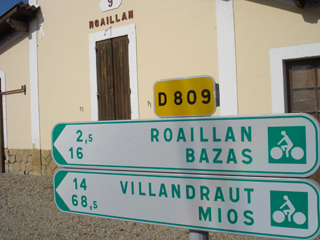 9
ROAILLAN
D 809
2,5 ROAILLAN
16 BAZAS
14 VILLANDRAUT
68,5 MIOS